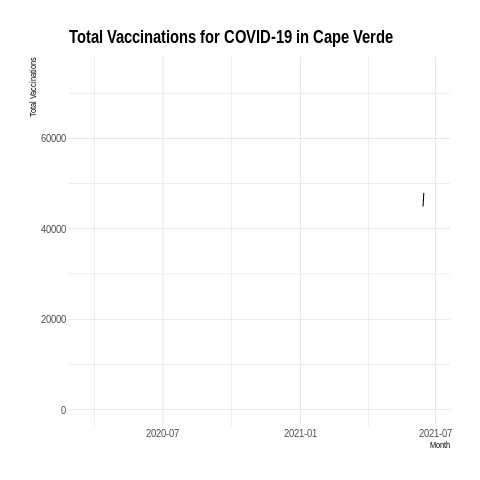 Total Vaccinations for COVID-19 in Cape Verde
Total Vaccinations
60000
40000
20000
0
2020-07 2021-01 2021-07
Month